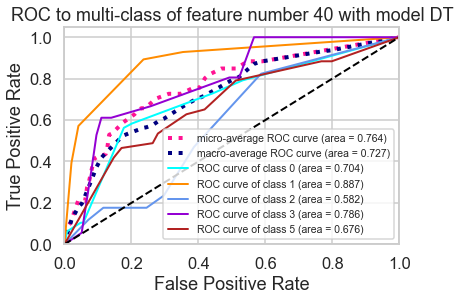 ROC to multi-class of feature number 40 with model DT
True Positive Rate
1.0
0.8
0.6
0.4
0.2
0.0
micro-average ROC curve (area = 0.764)
macro-average ROC curve (area = 0.727)
ROC curve of class 0 (area = 0.704)
ROC curve of class 1 (area = 0.887)
ROC curve of class 2 (area = 0.582)
ROC curve of class 3 (area = 0.786)
ROC curve of class 5 (area = 0.676)
0.0 0.2 0.4 0.6 0.8 1.0
False Positive Rate